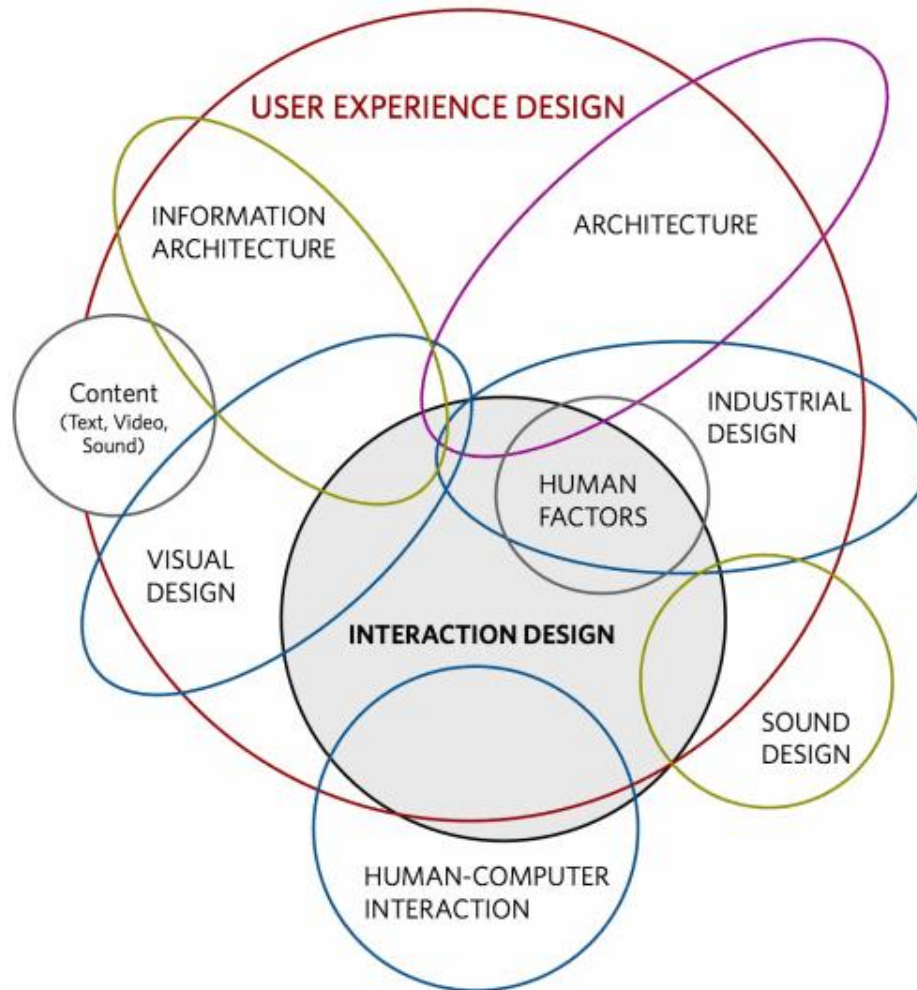 USER EXPERIENCE DESIGN
INFORMATION
ARCHITECTURE
ARCHITECTURE
Content
(Text, Video,
Sound)
INDUSTRIAL
DESIGN
HUMAN
FACTORS
VISUAL
DESIGN
INTERACTION DESIGN
SOUND
DESIGN
HUMAN-COMPUTER
INTERACTION